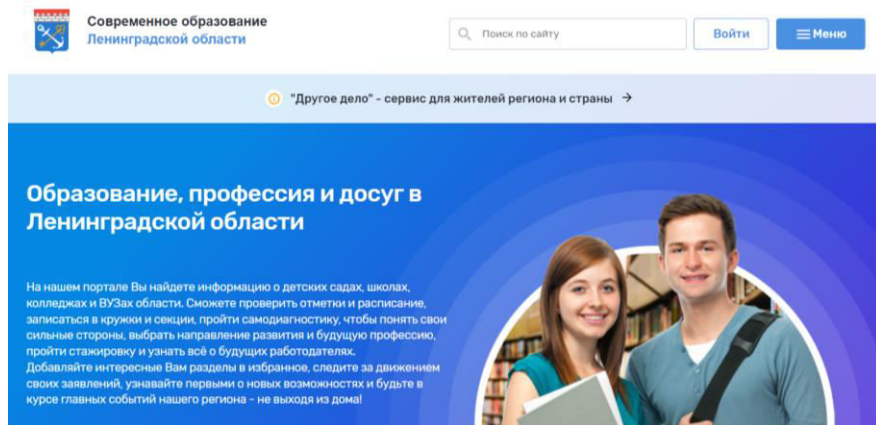 Современное образование
Ленинградской области
Поиск по сайту
Войти
Меню
"Другое дело" - сервис для жителей региона и страны →
Образование, профессия и досуг в
Ленинградской области
На нашем портале Вы найдете информацию о детских садах, школах,
колледжах и ВУЗах области. Сможете проверить отметки и расписание,
записаться в кружки и секции, пройти самодиагностику, чтобы понять свои
сильные стороны, выбрать направление развития и будущую профессию,
пройти стажировку и узнать всё о будущих работодателях.
Добавляйте интересные Вам разделы в избранное, следите за движением
своих заявлений, узнавайте первыми о новых возможностях и будьте в
курсе главных событий нашего региона - не выходя из дома!